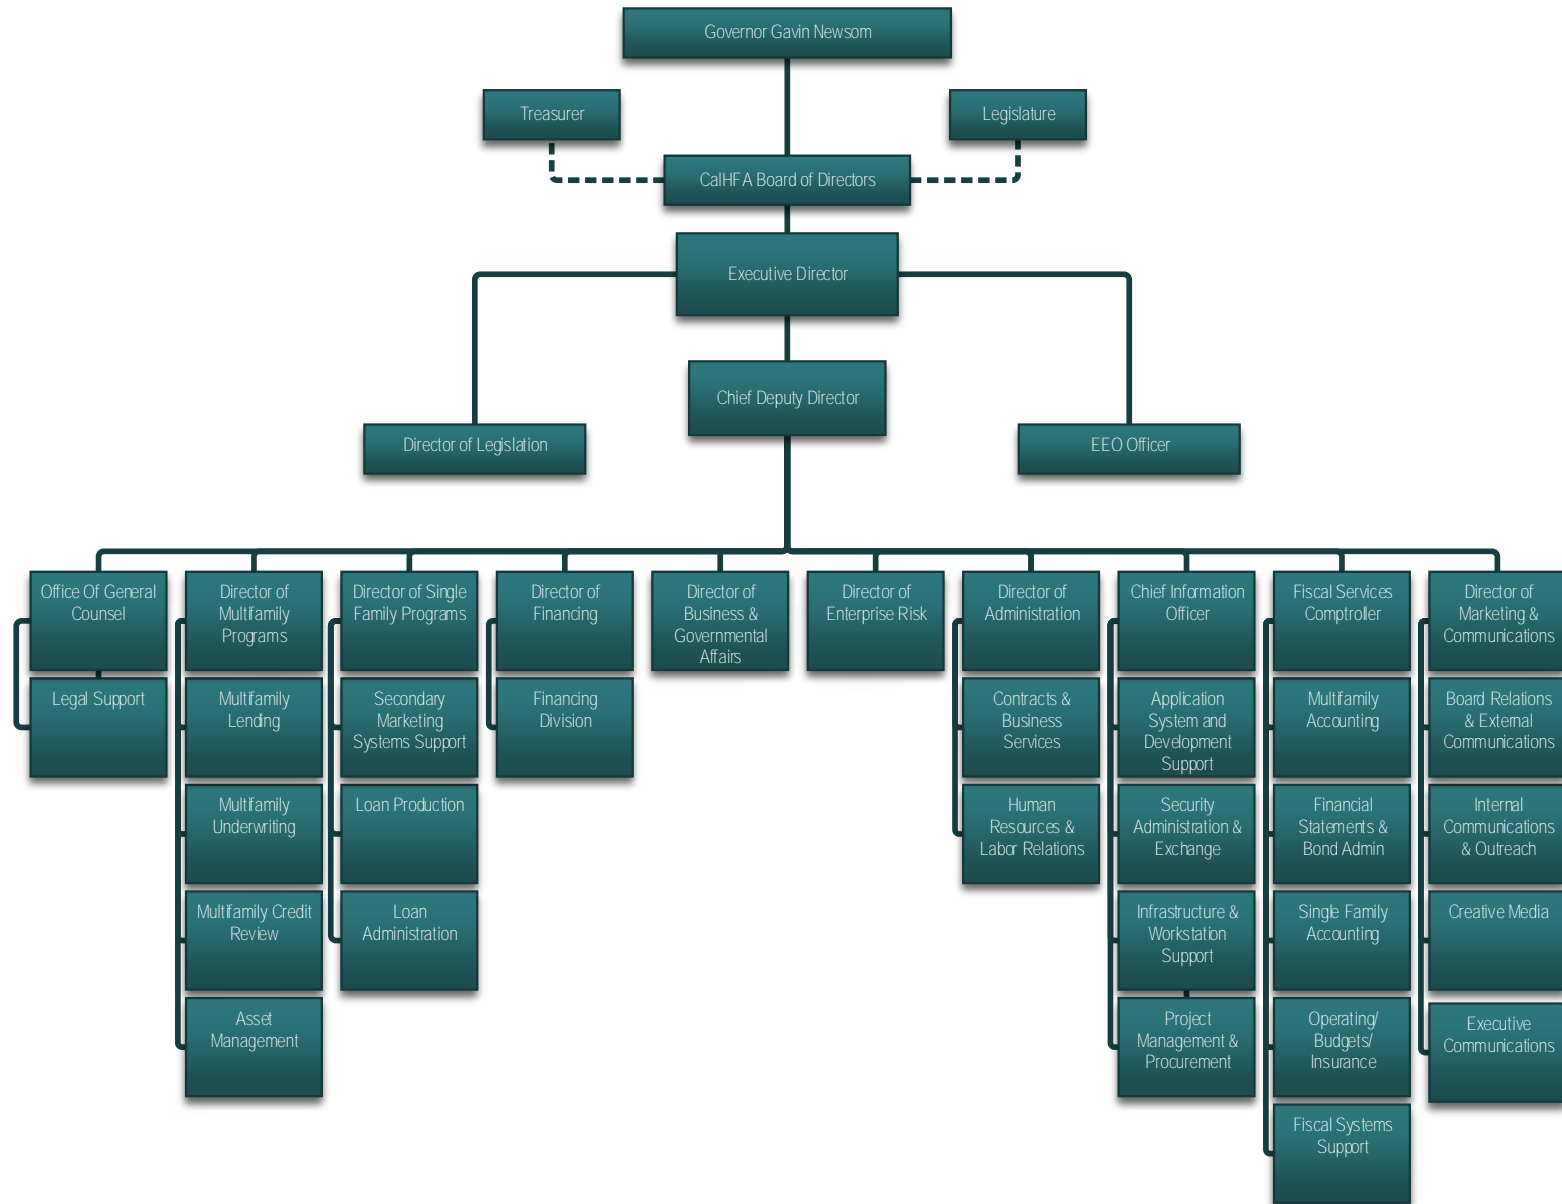 Governor Gavin Newsom
Treasurer
Legislature
CalHFA Board of Directors
Executive Director
Chief Deputy Director
Director of Legislation
EEO Officer
Office Of General
Counsel
Legal Support
Director of
Multifamily
Programs
Multifamily
Lending
Multifamily
Underwriting
Multifamily Credit
Review
Asset
Management
Director of Single
Family Programs
Secondary
Marketing
Systems Support
Loan Production
Loan
Administration
Director of
Financing
Financing
Division
Director of
Business &
Governmental
Affairs
Director of
Enterprise Risk
Director of
Administration
Contracts &
Business
Services
Human
Resources &
Labor Relations
Chief Information
Officer
Application
System and
Development
Support
Security
Administration &
Exchange
Infrastructure &
Workstation
Support
Project
Management &
Procurement
Fiscal Services
Comptroller
Multifamily
Accounting
Financial
Statements &
Bond Admin
Single Family
Accounting
Operating/
Budgets/
Insurance
Fiscal Systems
Support
Director of
Marketing &
Communications
Board Relations
& External
Communications
Internal
Communications
& Outreach
Creative Media
Executive
Communications